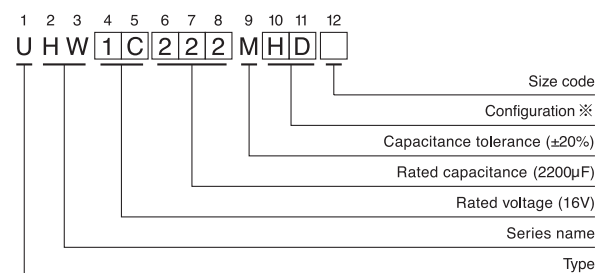 1 2 3 4 5 6 7 8 9 10 11 12
U H W 1 C 2 2 2 M H D
Size code
Configuration ※
Capacitance tolerance (±20%)
Rated capacitance (2200µF)
Rated voltage (16V)
Series name
Type